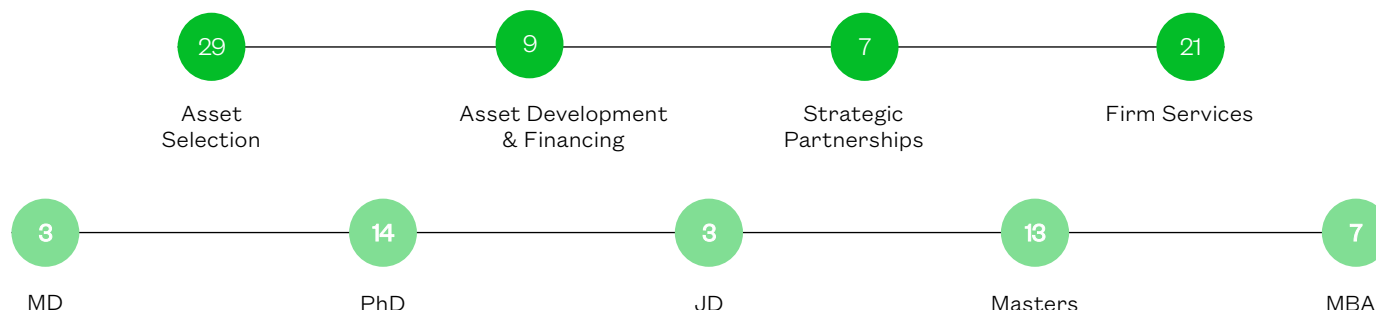 29 9 7 21
Asset Asset Development Strategic Firm Services
Selection & Financing Partnerships
3 14 3 13 7
MD PhD JD Masters MBA